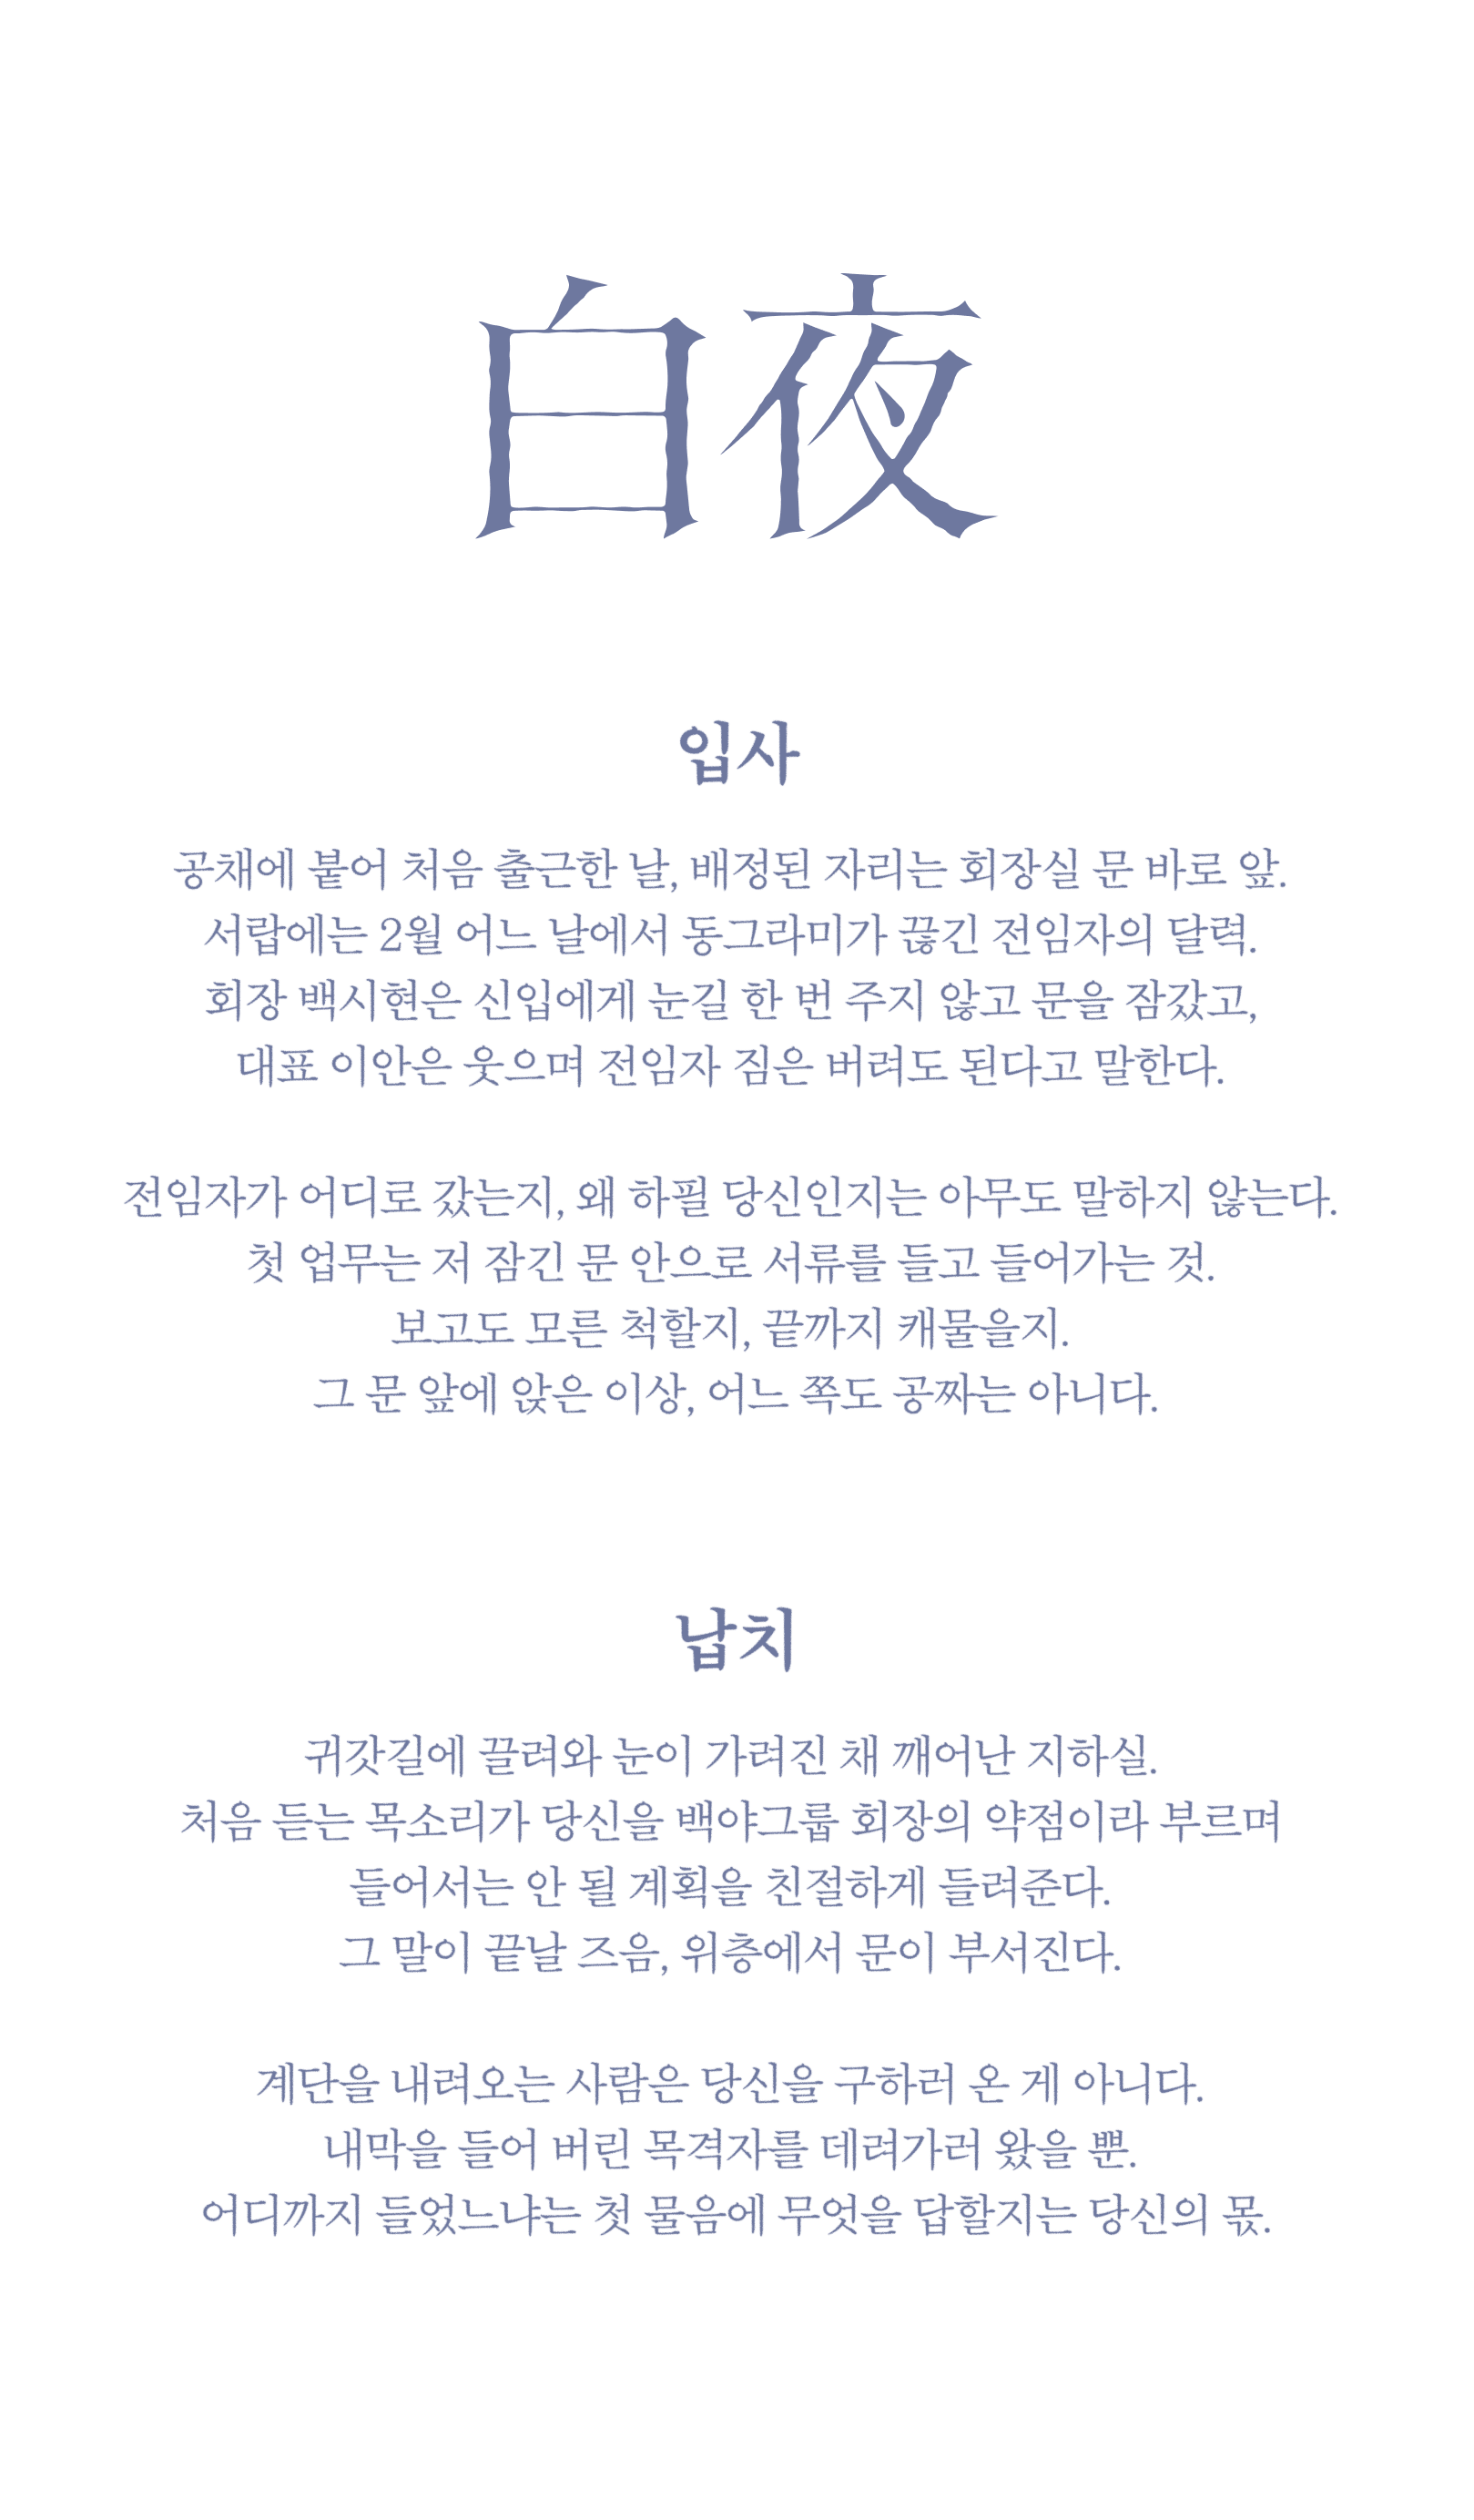 白夜
입사
공채에 붙어 처음 출근한 날, 배정된 자리는 회장실 문 바로 앞.
서랍에는 2월 어느 날에서 동그라미가 끊긴 전임자의 달력.
회장 백시현은 신입에게 눈길 한 번 주지 않고 문을 잠갔고,
대표 이안은 웃으며 전임자 짐은 버려도 된다고 말한다.
전임자가 어디로 갔는지, 왜 하필 당신인지는 아무도 말하지 않는다.
첫 업무는 저 잠긴 문 안으로 서류를 들고 들어가는 것.
보고도 모른 척할지, 끝까지 캐물을지.
그 문 앞에 앉은 이상, 어느 쪽도 공짜는 아니다.
납치
귀갓길에 끌려와 눈이 가려진 채 깨어난 지하실.
처음 듣는 목소리가 당신을 백야그룹 회장의 약점이라 부르며
들어서는 안 될 계획을 친절하게 들려준다.
그 말이 끝날 즈음, 위층에서 문이 부서진다.
계단을 내려오는 사람은 당신을 구하러 온 게 아니다.
내막을 들어 버린 목격자를 데려가러 왔을 뿐.
어디까지 들었느냐는 첫 물음에 무엇을 답할지는 당신의 몫.